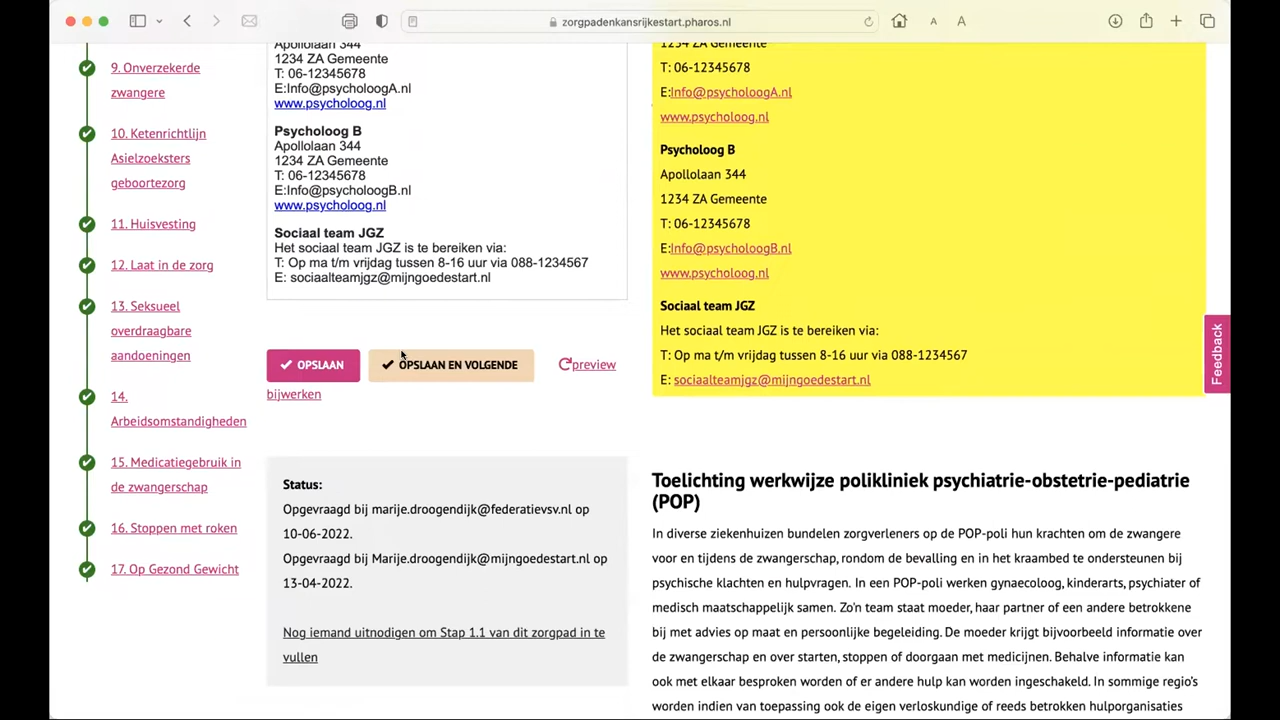 zorgpadenkansrijkestart.pharos.nl
A
A
9. Onverzekerde
zwangere
10. Ketenrichtlijn
Asielzoeksters
geboortezorg
11. Huisvesting
12. Laat in de zorg
13. Seksueel
overdraagbare
aandoeningen
14.
Arbeidsomstandigheden
15. Medicatiegebruik in
de zwangerschap
16. Stoppen met roken
17. Op Gezond Gewicht
Apollolaan 344
1234 ZA Gemeente
T: 06-12345678
E:Info@psycholoogA.nl
www.psycholoog.nl
Psycholoog B
Apollolaan 344
1234 ZA Gemeente
T: 06-12345678
E:Info@psycholoogB.nl
www.psycholoog.nl
Sociaal team JGZ
Het sociaal team JGZ is te bereiken via:
T: Op ma t/m vrijdag tussen 8-16 uur via 088-1234567
E: sociaalteamjgz@mijngoedestart.nl
OPSLAAN
OPSLAAN EN VOLGENDE
preview
bijwerken
Status:
Opgevraagd bij marije.droogendijk@federatievsv.nl op
10-06-2022.
Opgevraagd bij Marije.droogendijk@mijngoedestart.nl op
13-04-2022.
Nog iemand uitnodigen om Stap 1.1 van dit zorgpad in te
vullen
1234 ZA Gemeente
T: 06-12345678
E:Info@psycholoogA.nl
www.psycholoog.nl
Psycholoog B
Apollolaan 344
1234 ZA Gemeente
T: 06-12345678
E:Info@psycholoogB.nl
www.psycholoog.nl
Sociaal team JGZ
Het sociaal team JGZ is te bereiken via:
T: Op ma t/m vrijdag tussen 8-16 uur via 088-1234567
E: sociaalteamjgz@mijngoedestart.nl
Feedback
Toelichting werkwijze polikliniek psychiatrie-obstetrie-pediatrie
(POP)
In diverse ziekenhuizen bundelen zorgverleners op de POP-poli hun krachten om de zwangere
voor en tijdens de zwangerschap, rondom de bevalling en in het kraambed te ondersteunen bij
psychische klachten en hulpvragen. In een POP-poli werken gynaecoloog, kinderarts, psychiater of
medisch maatschappelijk samen. Zo'n team staat moeder, haar partner of een andere betrokkene
bij met advies op maat en persoonlijke begeleiding. De moeder krijgt bijvoorbeeld informatie over
de zwangerschap en over starten, stoppen of doorgaan met medicijnen. Behalve informatie kan
ook met elkaar besproken worden of er andere hulp kan worden ingeschakeld. In sommige regio's
worden indien van toepassing ook de eigen verloskundige of reeds betrokken hulporganisaties